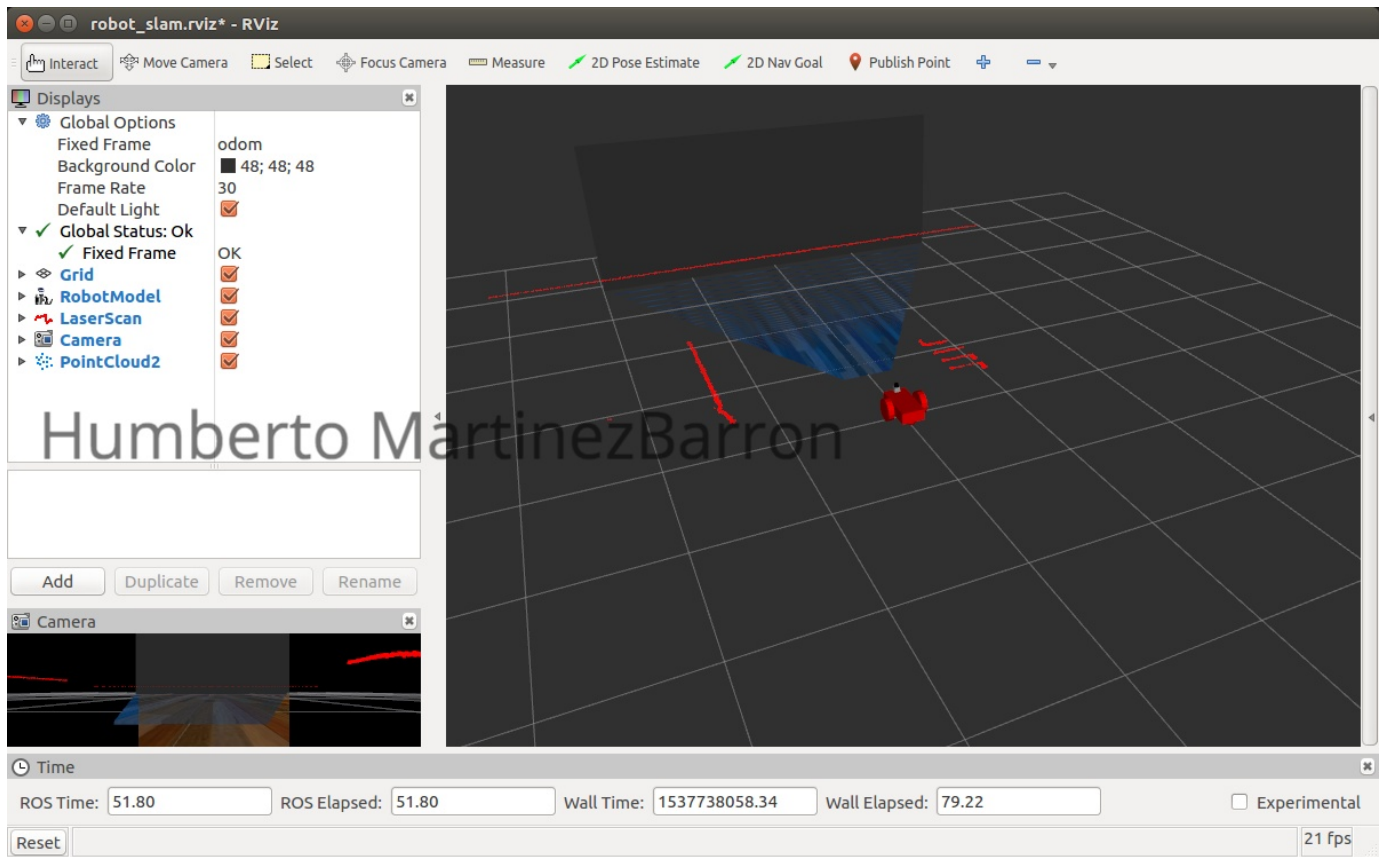 robot_slam.rviz* - RViz
Interact Move Camera Select Focus Camera Measure 2D Pose Estimate 2D Nav Goal Publish Point
Displays
Global Options
Fixed Frame odom
Background Color 48; 48; 48
Frame Rate 30
Default Light
Global Status: Ok
Fixed Frame OK
Grid
RobotModel
LaserScan
Camera
PointCloud2
Humberto MartinezBarron
Add Duplicate Remove Rename
Camera
Time
ROS Time: 51.80 ROS Elapsed: 51.80 Wall Time: 1537738058.34 Wall Elapsed: 79.22 Experimental
Reset 21 fps